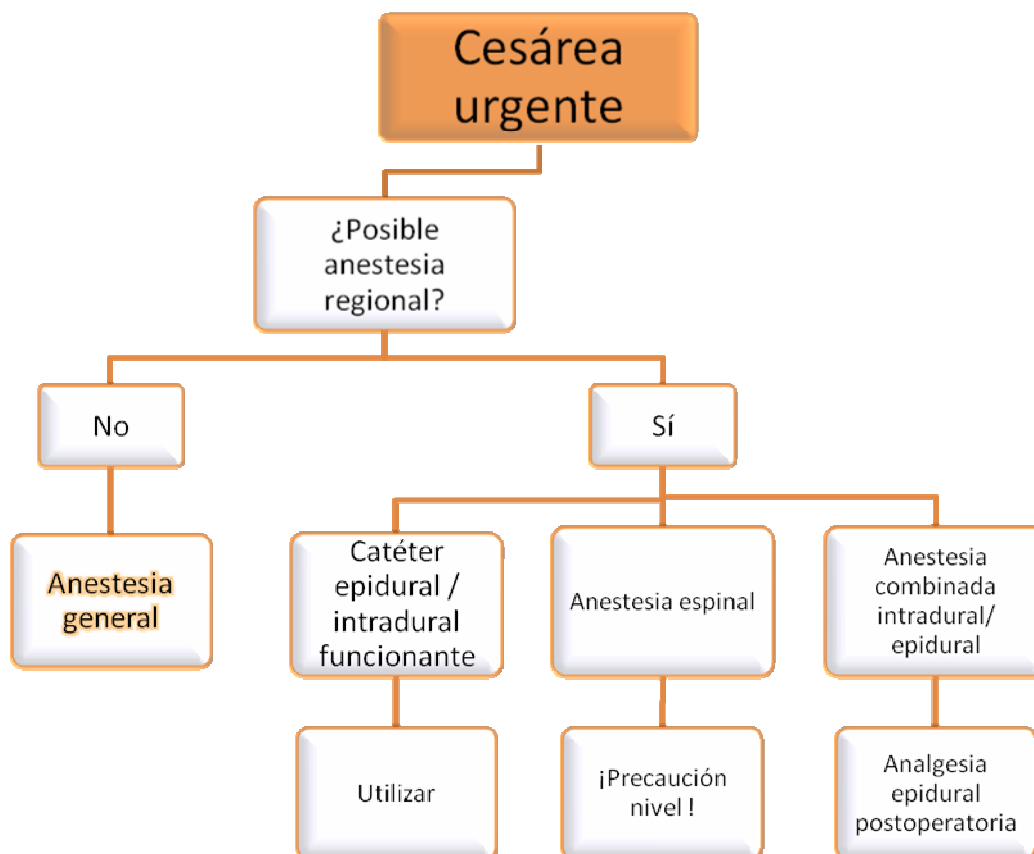 Cesárea
urgente
¿Posible
anestesia
regional?
No
Sí
Anestesia
general
Catéter
epidural /
intradural
funcionante
Anestesia espinal
Anestesia
combinada
intradural/
epidural
Utilizar
¡Precaución
nivel !
Analgesia
epidural
postoperatoria